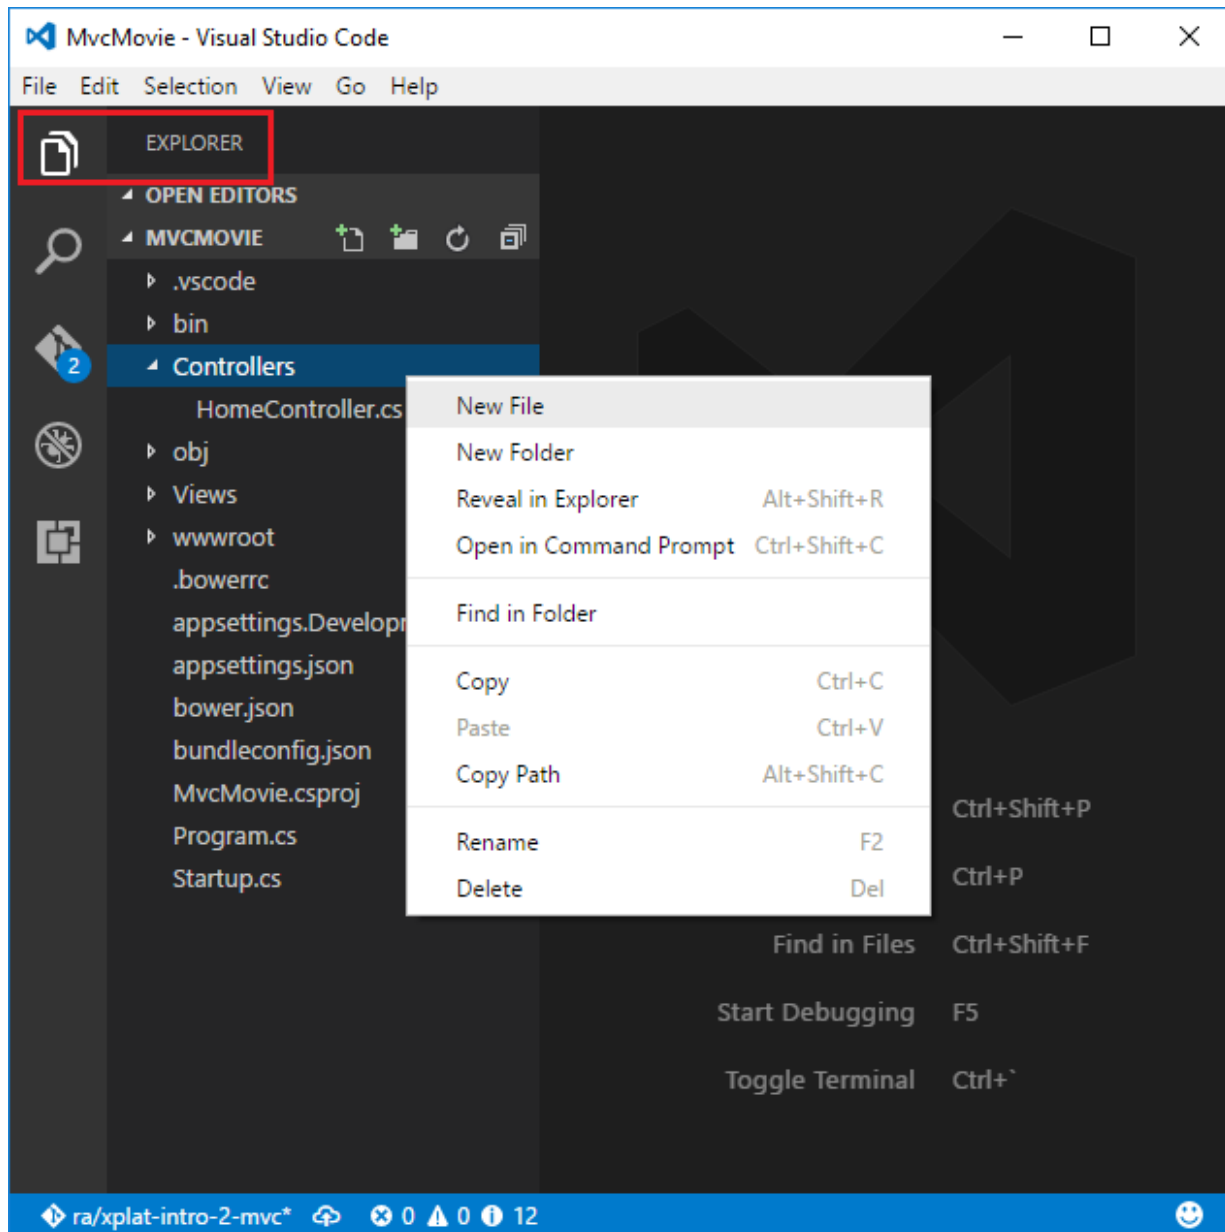 MvcMovie - Visual Studio Code
File Edit Selection View Go Help
EXPLORER
OPEN EDITORS
MVCMOVIE
.vscode
bin
Controllers
HomeController.cs
obj
Views
wwwroot
.bowerrc
appsettings.Developr
appsettings.json
bower.json
bundleconfig.json
MvcMovie.csproj
Program.cs
Startup.cs
2
New File
New Folder
Reveal in Explorer Alt+Shift+R
Open in Command Prompt Ctrl+Shift+C
Find in Folder
Copy Ctrl+C
Paste Ctrl+V
Copy Path Alt+Shift+C
Rename F2
Delete Del
Ctrl+Shift+P
Ctrl+P
Find in Files Ctrl+Shift+F
Start Debugging F5
Toggle Terminal Ctrl+`
ra/xplat-intro-2-mvc* 0 0 12